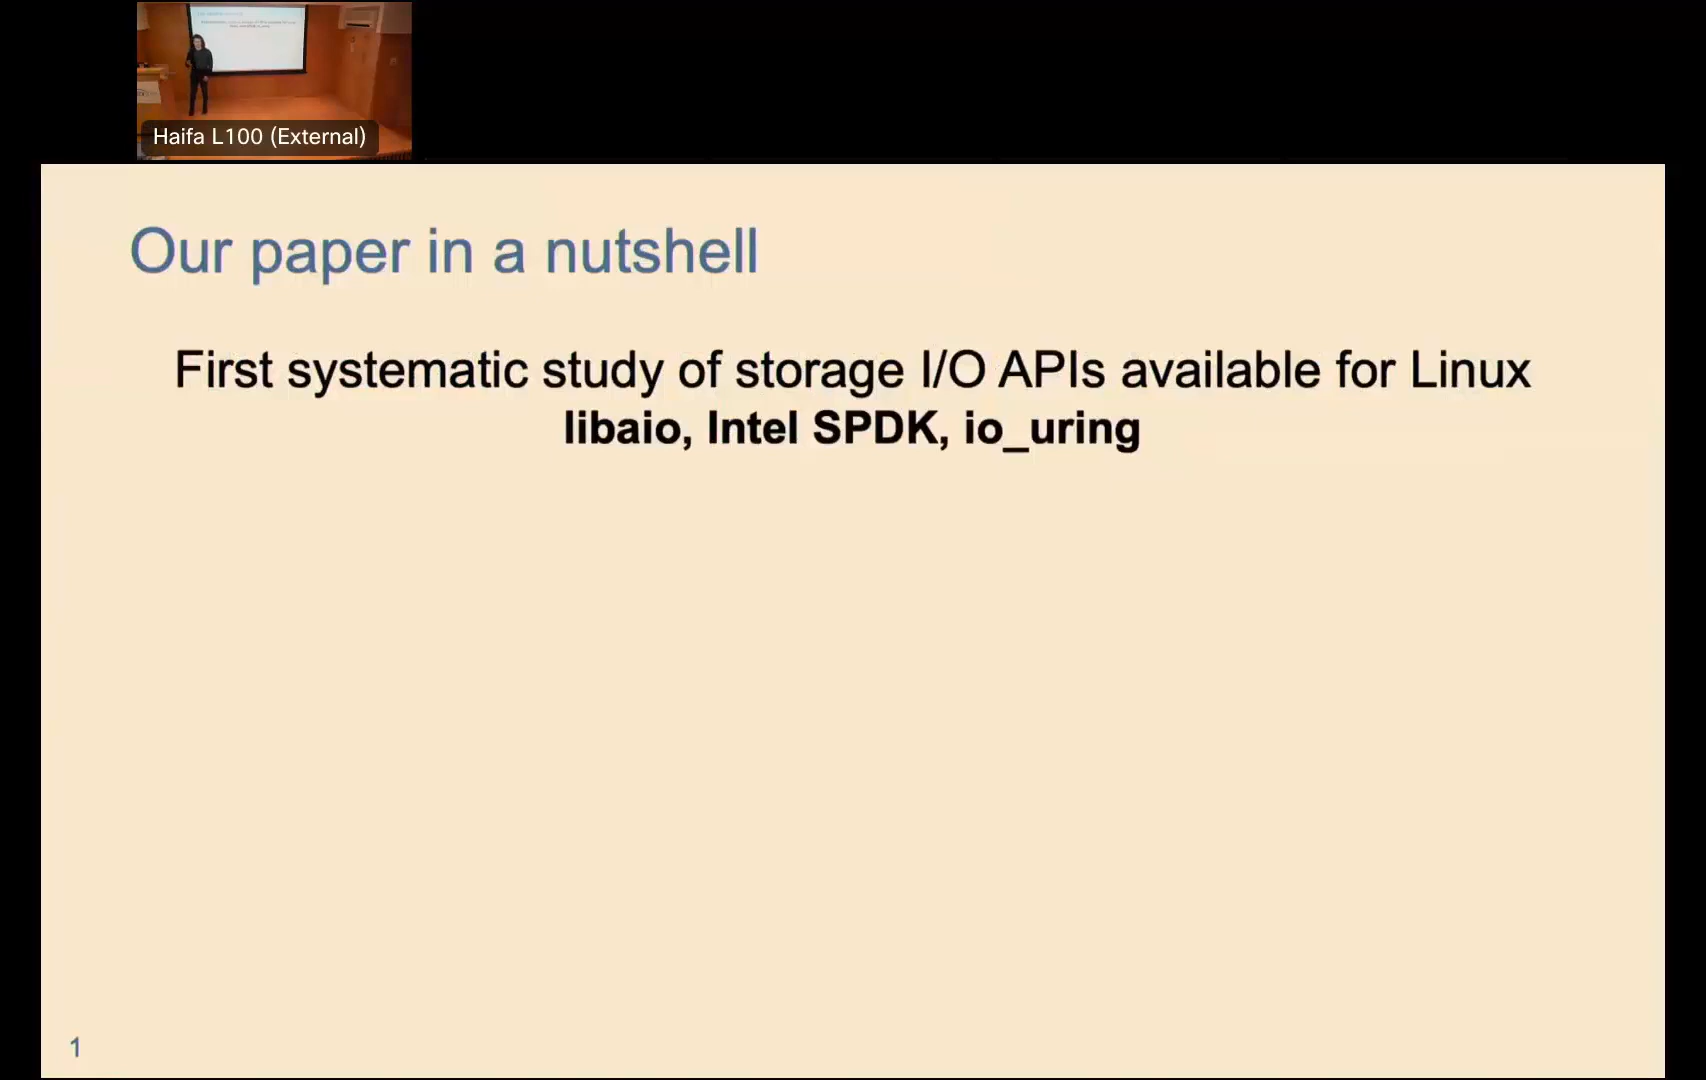 Haifa L100 (External)
Our paper in a nutshell
First systematic study of storage I/O APIs available for Linux
libaio, Intel SPDK, io_uring
1